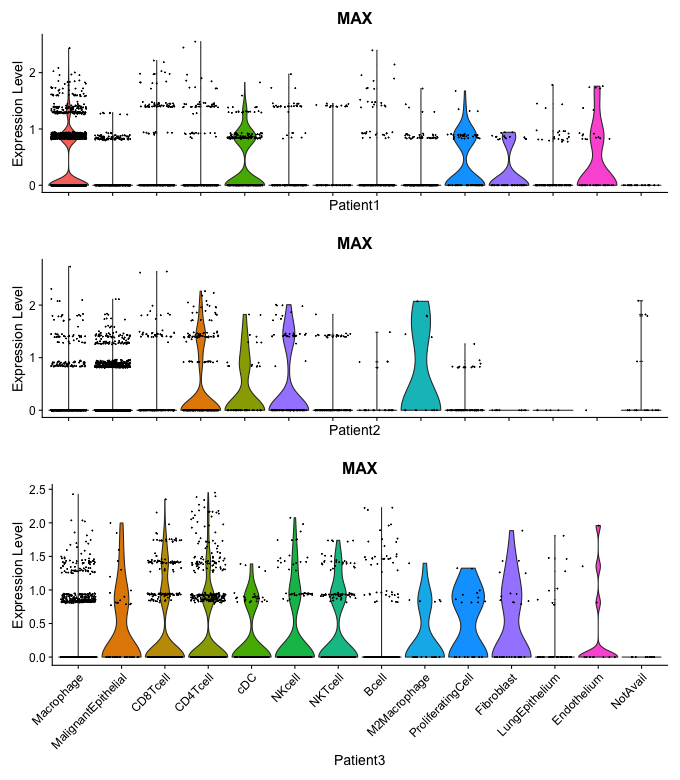 MAX
Expression Level
2
1
0
Patient1
MAX
Expression Level
2
1
0
Patient2
MAX
Expression Level
2.5
2.0
1.5
1.0
0.5
0.0
Macrophage
MalignantEpithelial
CD8Tcell
CD4Tcell
cDC
NKcell
NKTcell
Bcell
M2Macrophage
ProliferatingCell
Fibroblast
LungEpithelium
Endothelium
NotAvail
Patient3